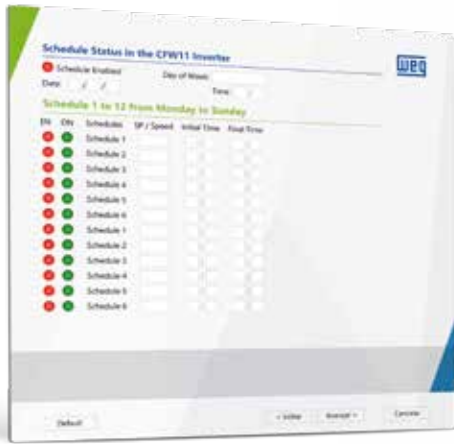 Schedule Status in the CFW11 Inverter
weg
Schedule Enabled
Day of Week:
Date: / /
Time:
Schedule 1 to 12 from Monday to Sunday
EN ON Schedules SP / Speed Initial Time Final Time
Schedule 1
Schedule 2
Schedule 3
Schedule 4
Schedule 5
Schedule 6
Schedule 1
Schedule 2
Schedule 3
Schedule 4
Schedule 5
Schedule 6
Default
< Voltar
Avançar >
Cancelar